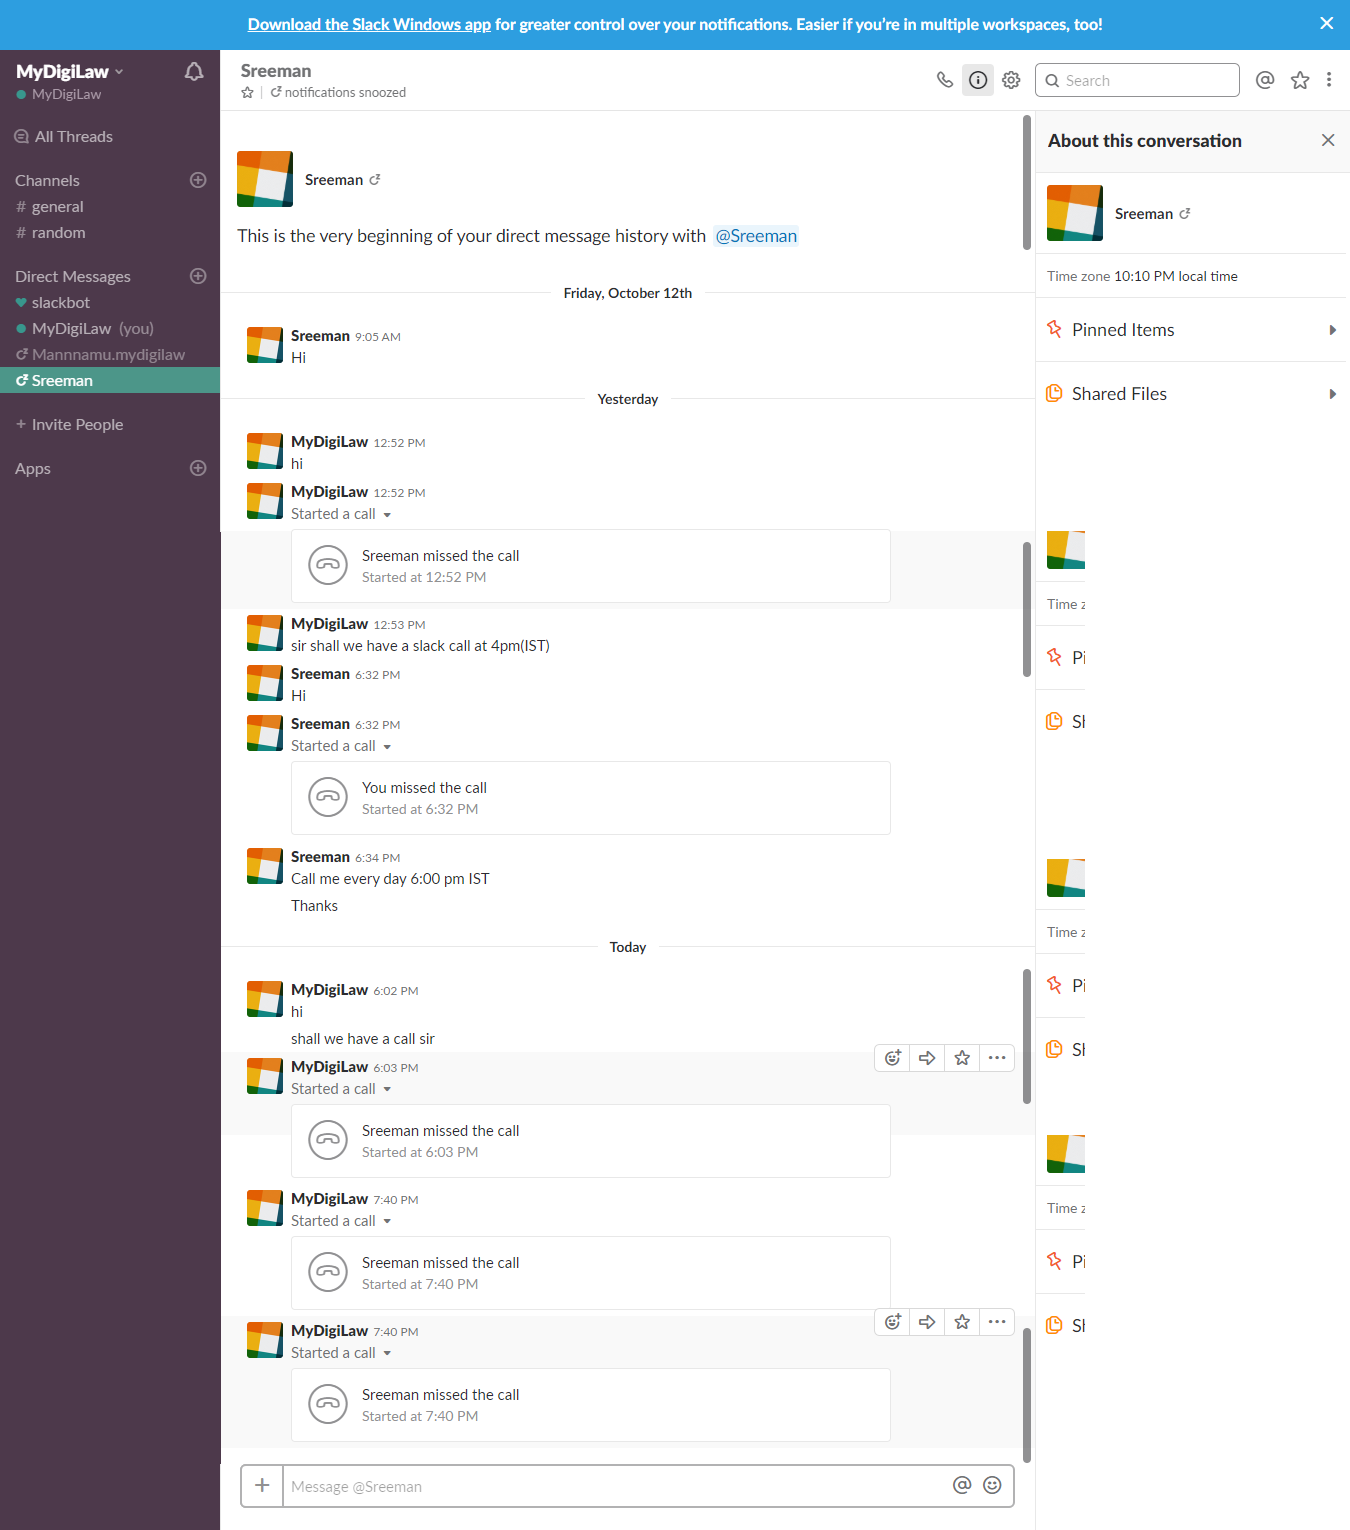 Download the Slack Windows app for greater control over your notifications. Easier if you’re in multiple workspaces, too!
MyDigiLaw
MyDigiLaw
All Threads
Channels
# general
# random
Direct Messages
slackbot
MyDigiLaw (you)
Mannnamu.mydigilaw
Sreeman
+ Invite People
Apps
Sreeman
notifications snoozed
Search
Sreeman
This is the very beginning of your direct message history with @Sreeman
Friday, October 12th
Sreeman 9:05 AM
Hi
Yesterday
MyDigiLaw 12:52 PM
hi
MyDigiLaw 12:52 PM
Started a call
Sreeman missed the call
Started at 12:52 PM
MyDigiLaw 12:53 PM
sir shall we have a slack call at 4pm(IST)
Sreeman 6:32 PM
Hi
Sreeman 6:32 PM
Started a call
You missed the call
Started at 6:32 PM
Sreeman 6:34 PM
Call me every day 6:00 pm IST
Thanks
Today
MyDigiLaw 6:02 PM
hi
shall we have a call sir
MyDigiLaw 6:03 PM
Started a call
Sreeman missed the call
Started at 6:03 PM
MyDigiLaw 7:40 PM
Started a call
Sreeman missed the call
Started at 7:40 PM
MyDigiLaw 7:40 PM
Started a call
Sreeman missed the call
Started at 7:40 PM
Message @Sreeman
About this conversation
Sreeman
Time zone 10:10 PM local time
Pinned Items
Shared Files
Time z
Pi
Sh
Time z
Pi
Sh
Time z
Pi
Sh